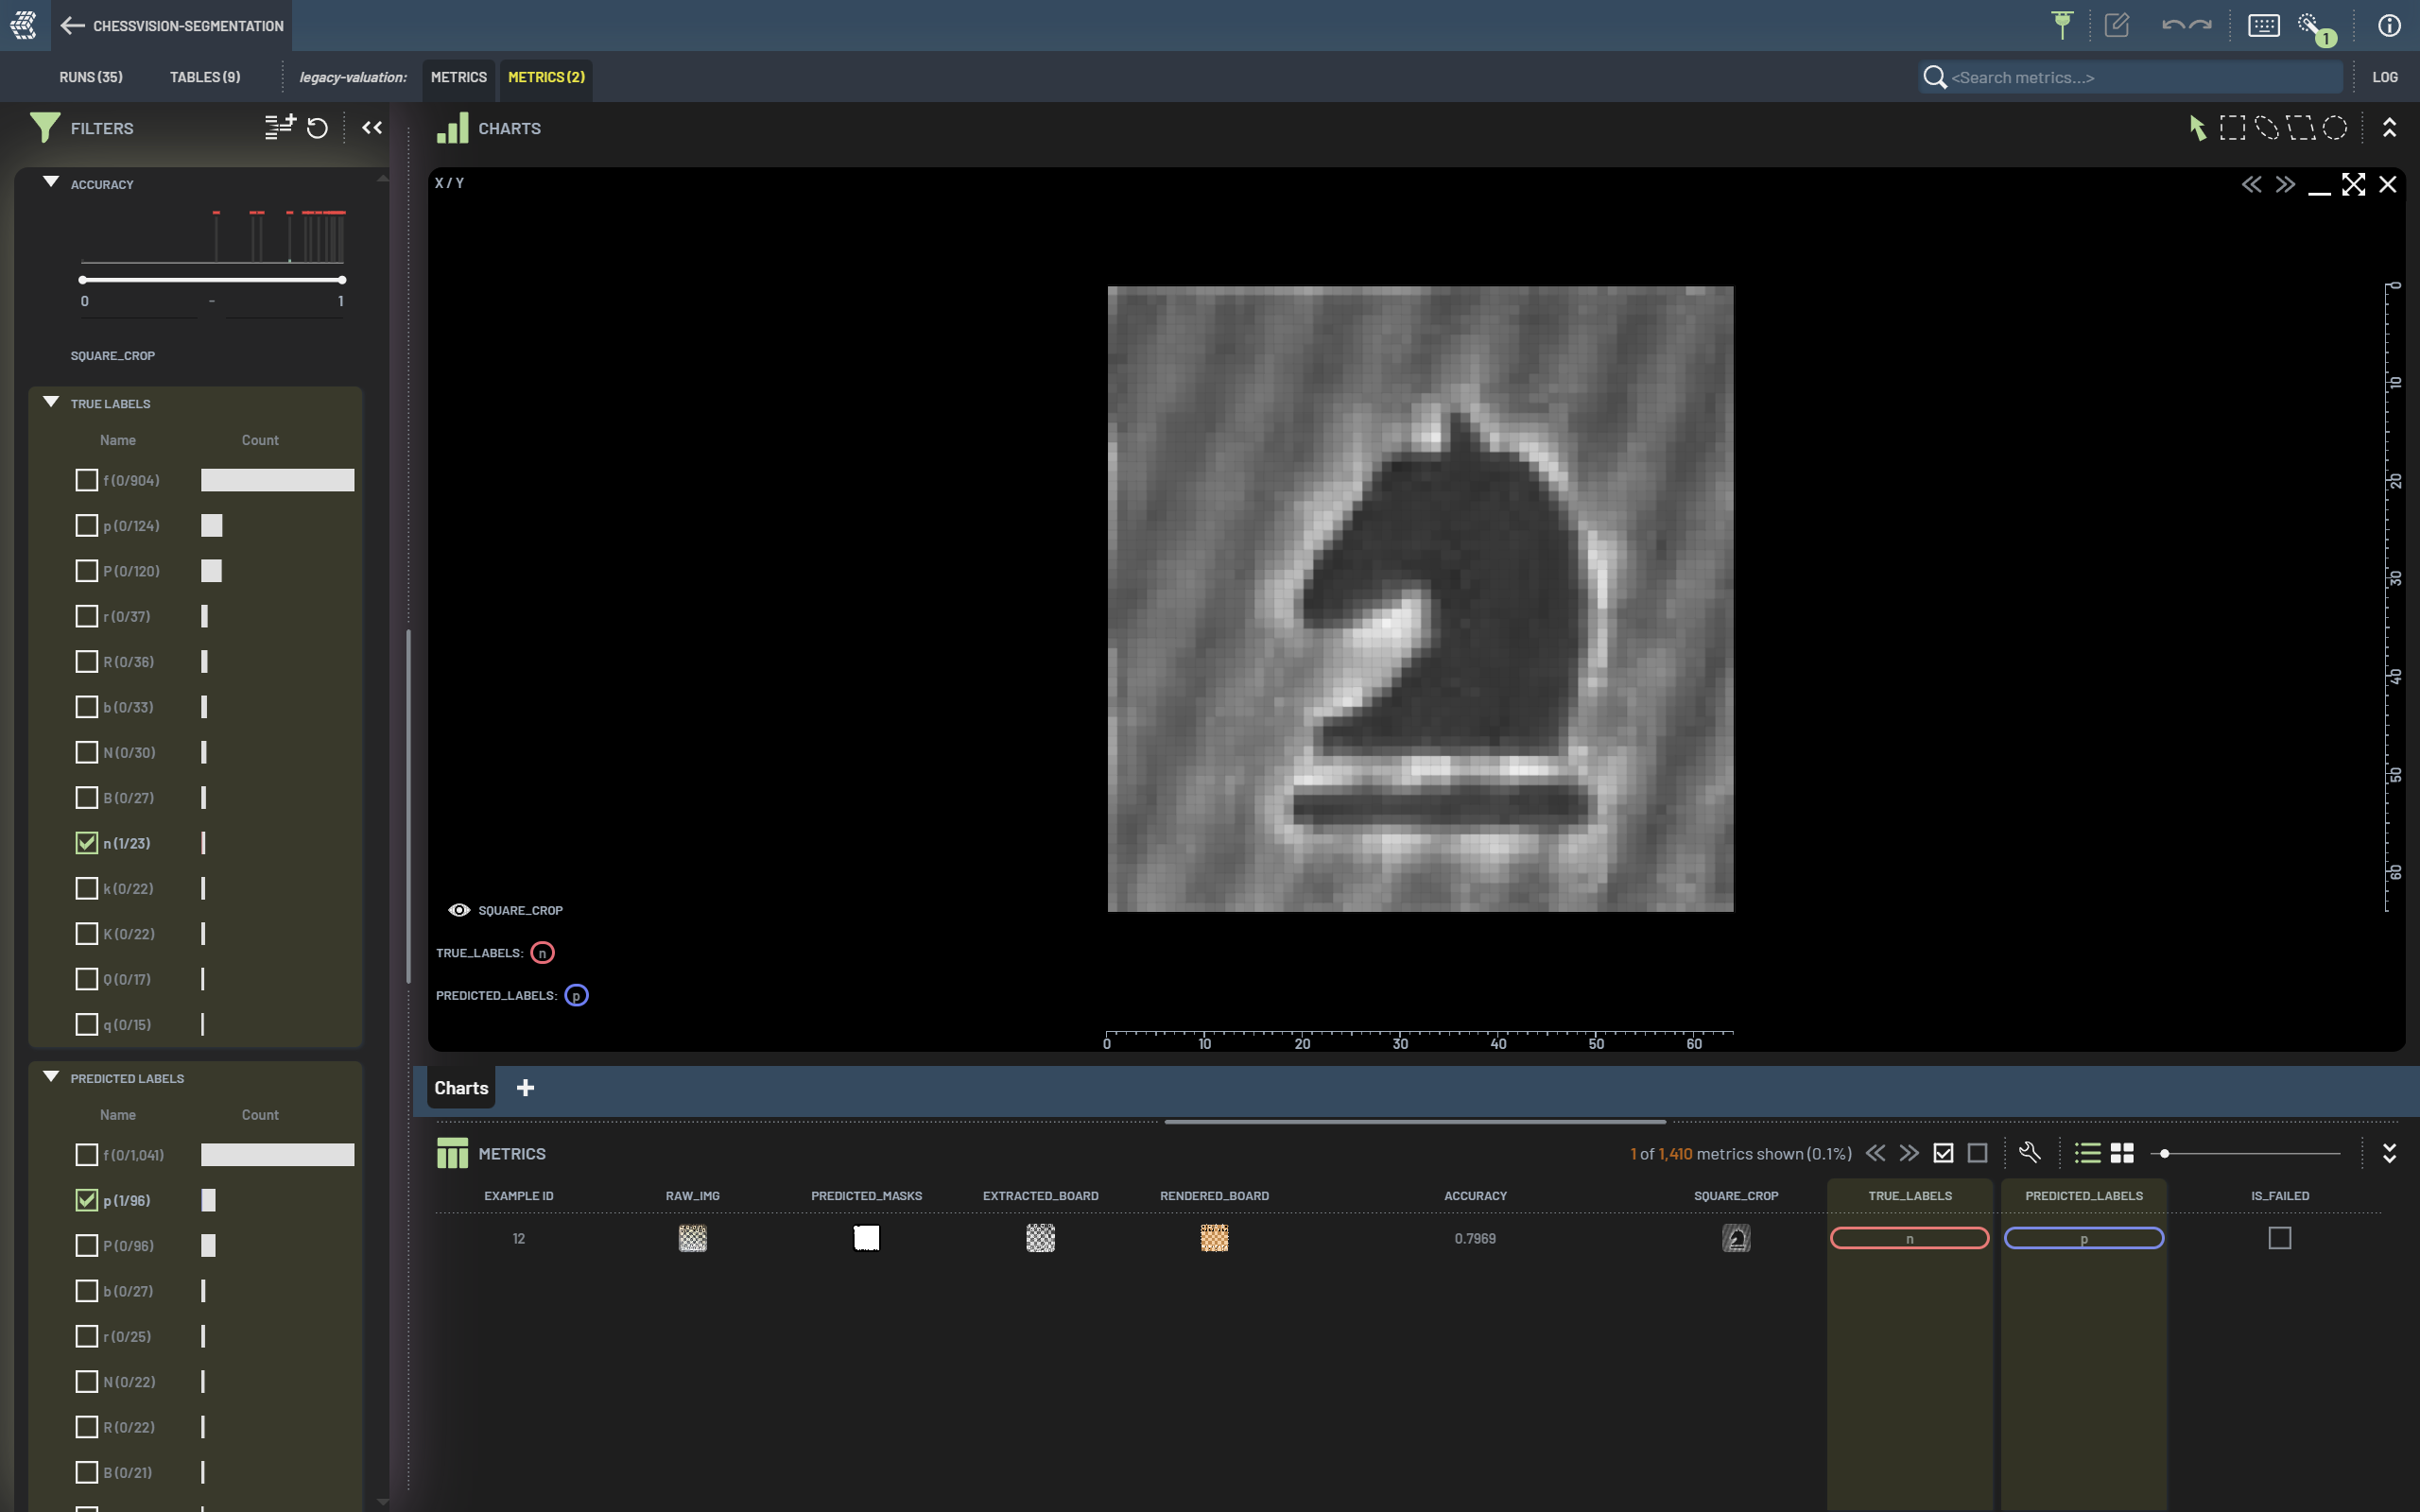 CHESSVISION-SEGMENTATION
1
RUNS (35) TABLES (9) legacy-valuation: METRICS METRICS (2) <Search metrics...> LOG
FILTERS
ACCURACY
0 - 1
SQUARE_CROP
TRUE LABELS
Name Count
f (0/904)
p (0/124)
P (0/120)
r (0/37)
R (0/36)
b (0/33)
N (0/30)
B (0/27)
n (1/23)
k (0/22)
K (0/22)
Q (0/17)
q (0/15)
PREDICTED LABELS
Name Count
f (0/1,041)
p (1/96)
P (0/96)
b (0/27)
r (0/25)
N (0/22)
R (0/22)
B (0/21)
CHARTS
X / Y
0
10
20
30
40
50
60
SQUARE_CROP
TRUE_LABELS: n
PREDICTED_LABELS: p
0 10 20 30 40 50 60
Charts
METRICS 1 of 1,410 metrics shown (0.1%)
EXAMPLE ID RAW_IMG PREDICTED_MASKS EXTRACTED_BOARD RENDERED_BOARD ACCURACY SQUARE_CROP TRUE_LABELS PREDICTED_LABELS IS_FAILED
12 0.7969 n p